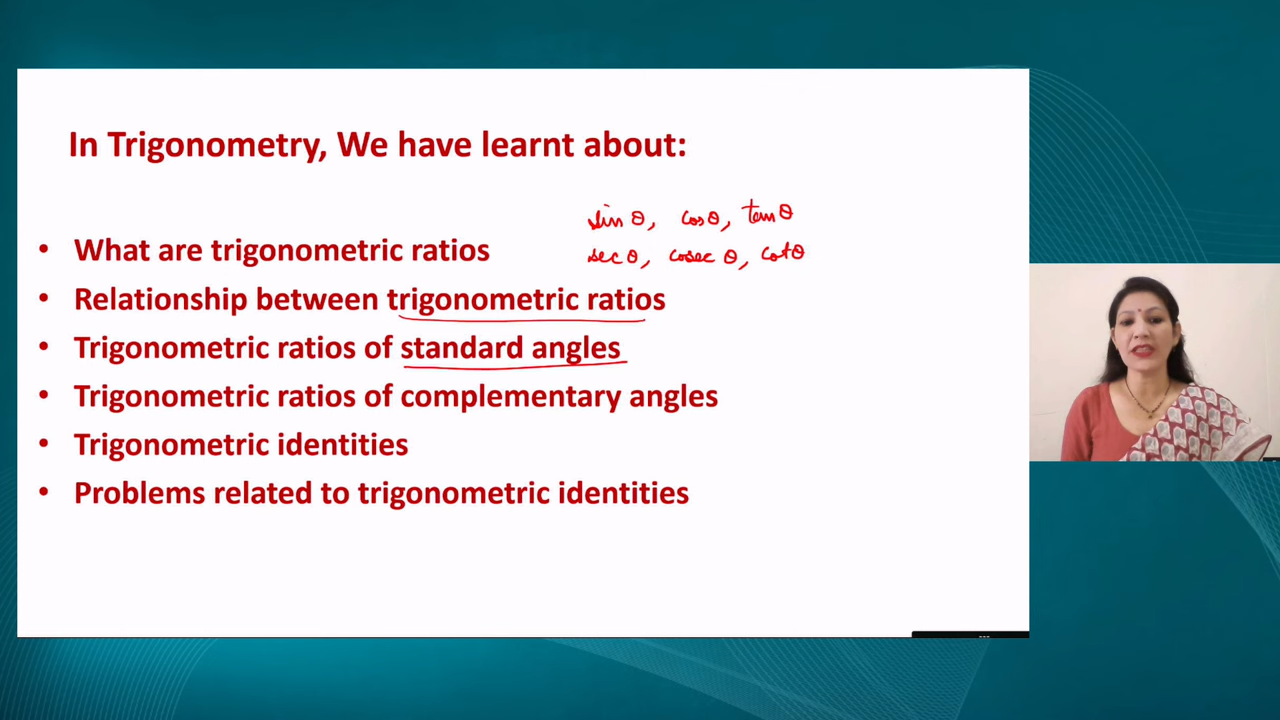 In Trigonometry, We have learnt about:
sin θ, cos θ, tan θ
sec θ, cosec θ, cot θ
• What are trigonometric ratios
• Relationship between trigonometric ratios
• Trigonometric ratios of standard angles
• Trigonometric ratios of complementary angles
• Trigonometric identities
• Problems related to trigonometric identities